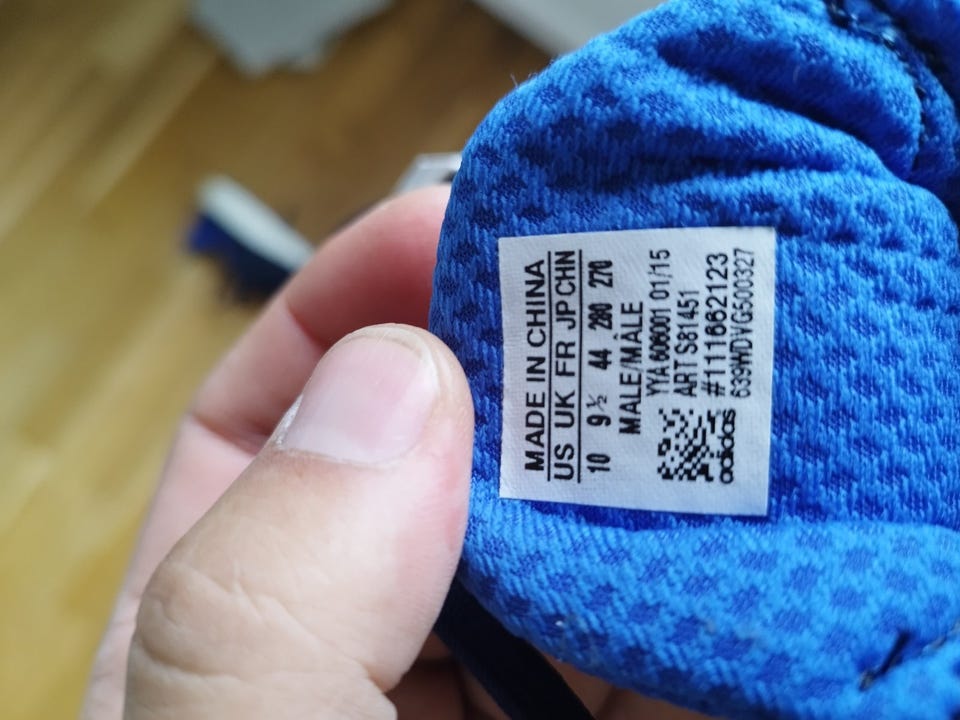 MADE IN CHINA
US UK FR JP CHN
10 9½ 44 280 270
MALE/MÂLE
YYA 606001 01/15
ART S81451
#111662123
adidas 639WDVG500327